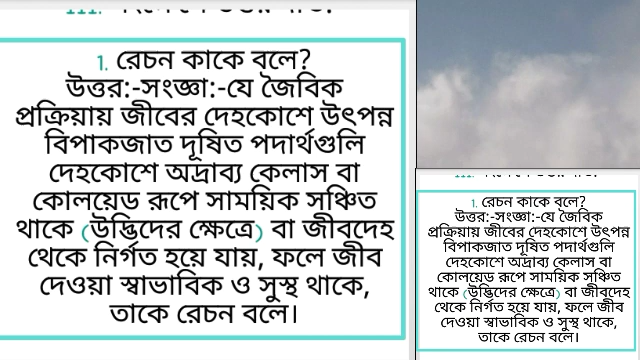 1. রেচন কাকে বলে?
উত্তর:-সংজ্ঞা:-যে জৈবিক
প্রক্রিয়ায় জীবের দেহকোশে উৎপন্ন
বিপাকজাত দূষিত পদার্থগুলি
দেহকোশে অদ্রাব্য কেলাস বা
কোলয়েড রূপে সাময়িক সঞ্চিত
থাকে (উদ্ভিদের ক্ষেত্রে) বা জীবদেহ
থেকে নির্গত হয়ে যায়, ফলে জীব
দেওয়া স্বাভাবিক ও সুস্থ থাকে,
তাকে রেচন বলে।
1. রেচন কাকে বলে?
উত্তর:-সংজ্ঞা:-যে জৈবিক
প্রক্রিয়ায় জীবের দেহকোশে উৎপন্ন
বিপাকজাত দূষিত পদার্থগুলি
দেহকোশে অদ্রাব্য কেলাস বা
কোলয়েড রূপে সাময়িক সঞ্চিত
থাকে (উদ্ভিদের ক্ষেত্রে) বা জীবদেহ
থেকে নির্গত হয়ে যায়, ফলে জীব
দেওয়া স্বাভাবিক ও সুস্থ থাকে,
তাকে রেচন বলে।